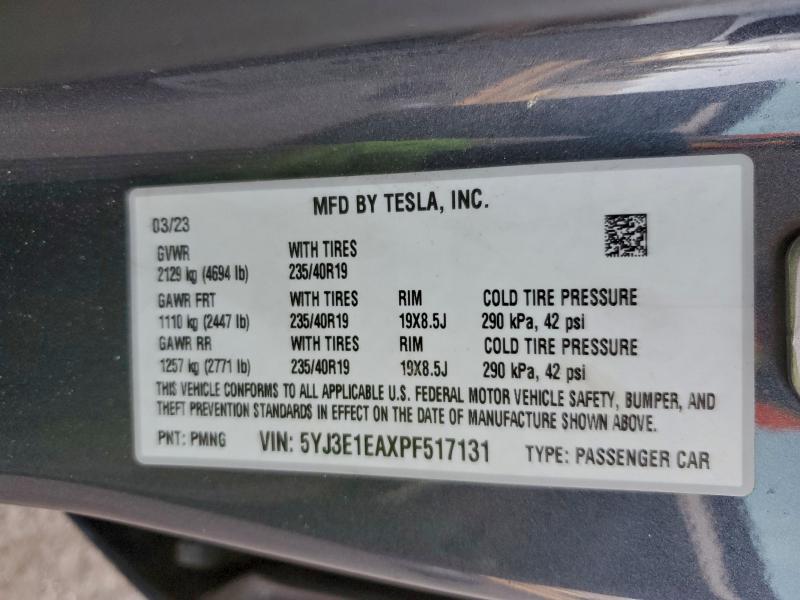 MFD BY TESLA, INC.
03/23
GVWR WITH TIRES
2129 kg (4694 lb) 235/40R19
GAWR FRT WITH TIRES RIM COLD TIRE PRESSURE
1110 kg (2447 lb) 235/40R19 19X8.5J 290 kPa, 42 psi
GAWR RR WITH TIRES RIM COLD TIRE PRESSURE
1257 kg (2771 lb) 235/40R19 19X8.5J 290 kPa, 42 psi
THIS VEHICLE CONFORMS TO ALL APPLICABLE U.S. FEDERAL MOTOR VEHICLE SAFETY, BUMPER, AND
THEFT PREVENTION STANDARDS IN EFFECT ON THE DATE OF MANUFACTURE SHOWN ABOVE.
PNT: PMNG VIN: 5YJ3E1EAXPF517131 TYPE: PASSENGER CAR